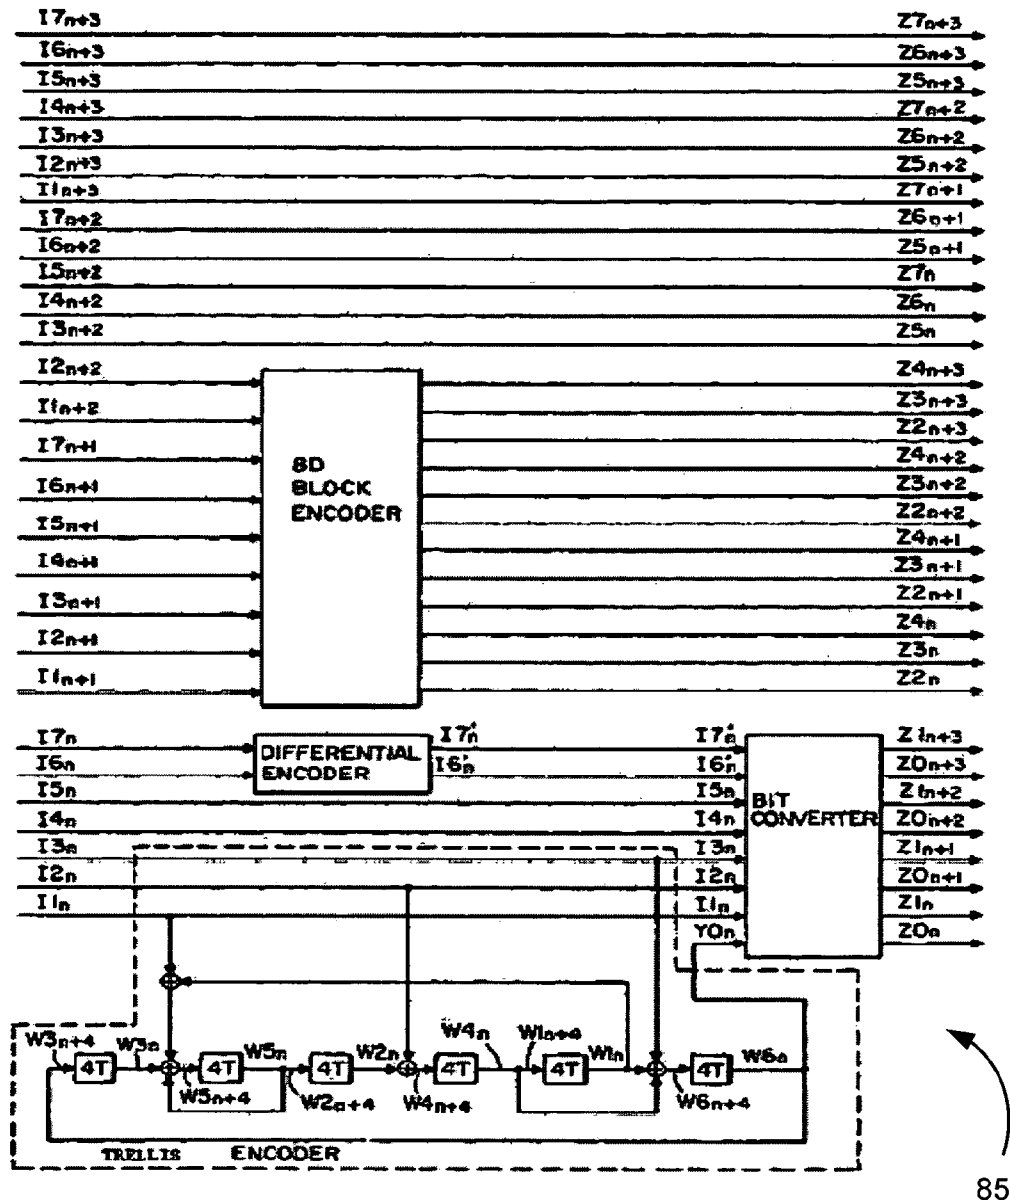 I7n+3 Z7n+3
I6n+3 Z6n+3
I5n+3 Z5n+3
I4n+3 Z7n+2
I3n+3 Z6n+2
I2n+3 Z5n+2
I1n+3 Z7n+1
I7n+2 Z6n+1
I6n+2 Z5n+1
I5n+2 Z7n
I4n+2 Z6n
I3n+2 Z5n
I2n+2 Z4n+3
I1n+2 Z3n+3
Z2n+3
I7n+1 Z4n+2
8D
BLOCK
ENCODER
I6n+1 Z3n+2
I5n+1 Z2n+2
Z4n+1
I4n+1 Z3n+1
I3n+1 Z2n+1
Z4n
I2n+1 Z3n
I1n+1 Z2n
I7n DIFFERENTIAL I7'n I7'n Z1n+3
I6n ENCODER I6'n I6'n Z0n+3
I5n I5n BIT Z1n+2
I4n I4n CONVERTER Z0n+2
I3n I3n Z1n+1
I2n I2n Z0n+1
I1n I1n Z1n
Y0n Z0n
W3n+4 4T W3n 4T W5n 4T W2n 4T W4n W1n+4 4T W1n 4T W6n
W5n+4 W2n+4 W4n+4 W6n+4
TRELLIS ENCODER
85